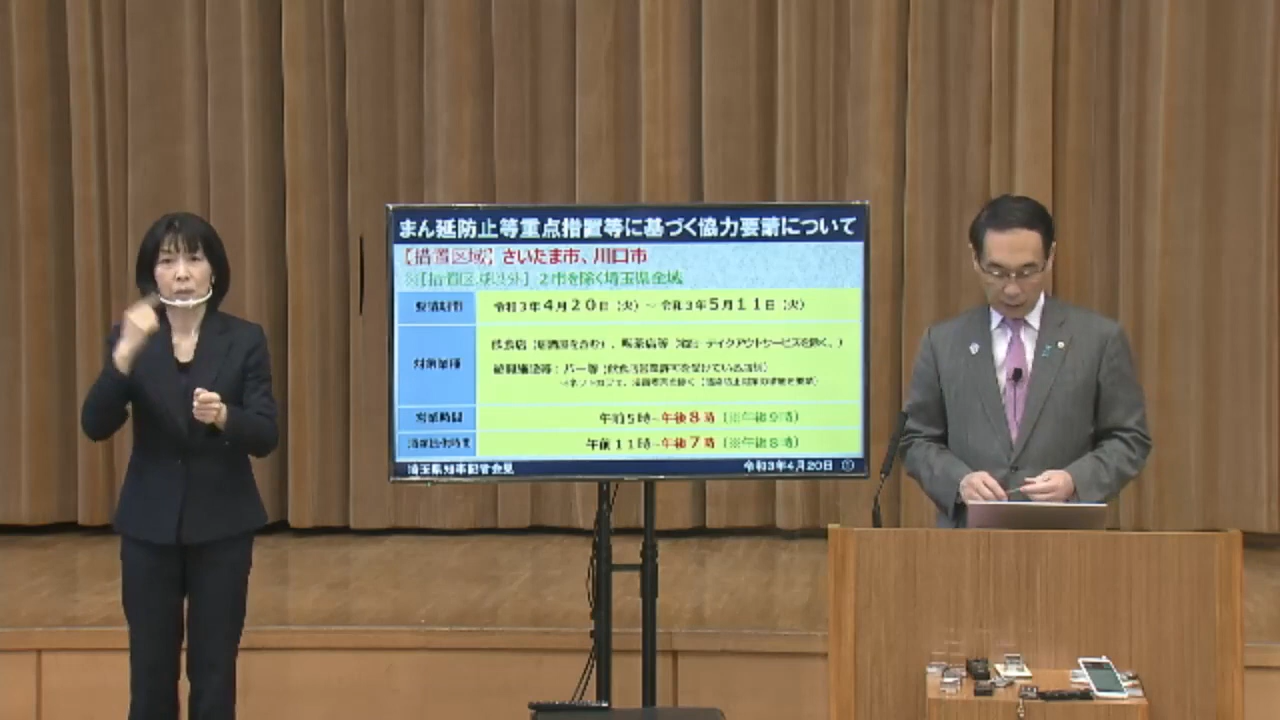 まん延防止等重点措置等に基づく協力要請について
【措置区域】さいたま市、川口市
※【措置区域以外】2市を除く埼玉県全域
要請期間 令和3年4月20日（火）～令和3年5月11日（火）
対象業種 飲食店（居酒屋を含む）、喫茶店等（宅配・テイクアウトサービスを除く。）
遊興施設等：バー等（飲食店営業許可を受けている店舗）
営業時間 午前5時～午後8時（※午後9時）
酒類提供時間 午前11時～午後7時（※午後8時）
埼玉県知事記者会見 令和3年4月20日 ①